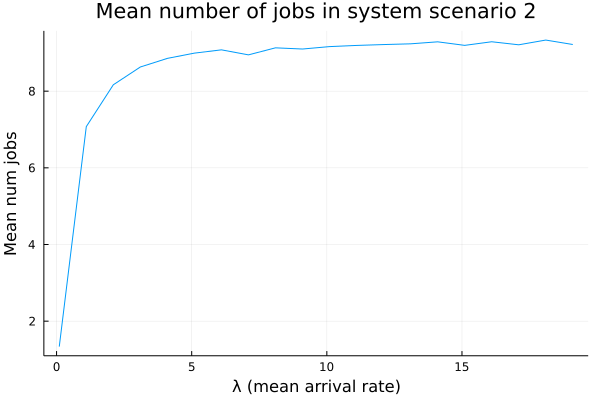 Mean number of jobs in system scenario 2
Mean num jobs
8
6
4
2
0
5
10
15
λ (mean arrival rate)